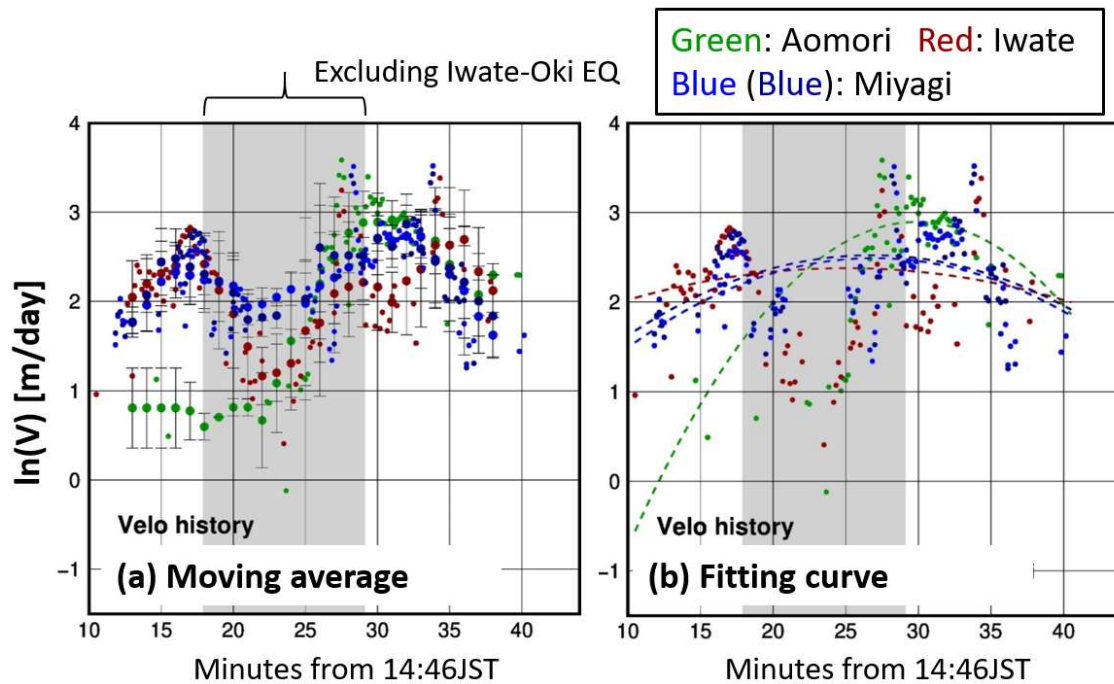 Green: Aomori Red: Iwate
Blue (Blue): Miyagi
Excluding Iwate-Oki EQ
ln(V) [m/day]
4
3
2
1
0
−1
Velo history
(a) Moving average
10 15 20 25 30 35 40
Minutes from 14:46JST
4
3
2
1
0
−1
Velo history
(b) Fitting curve
10 15 20 25 30 35 40
Minutes from 14:46JST